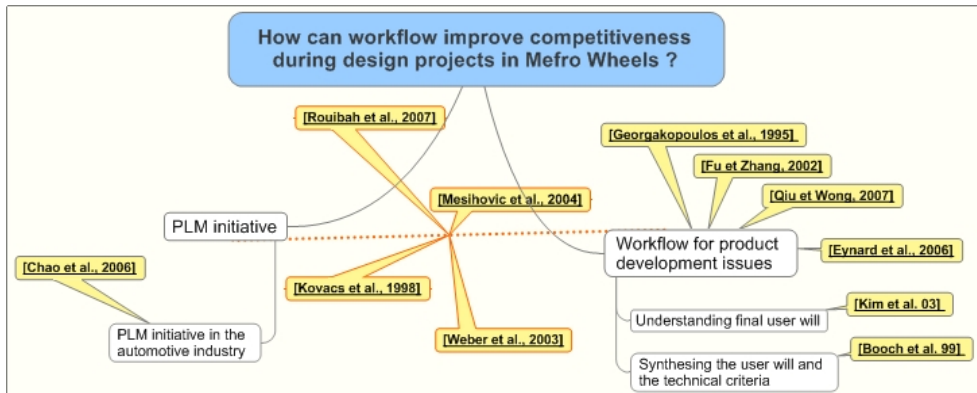 How can workflow improve competitiveness
during design projects in Mefro Wheels ?
[Rouibah et al., 2007]
[Georgakopoulos et al., 1995]
[Fu et Zhang, 2002]
[Mesihovic et al., 2004]
[Qiu et Wong, 2007]
PLM initiative
Workflow for product
development issues
[Eynard et al., 2006]
[Chao et al., 2006]
[Kovacs et al., 1998]
[Kim et al. 03]
Understanding final user will
PLM initiative in the
automotive industry
[Weber et al., 2003]
[Booch et al. 99]
Synthesing the user will and
the technical criteria